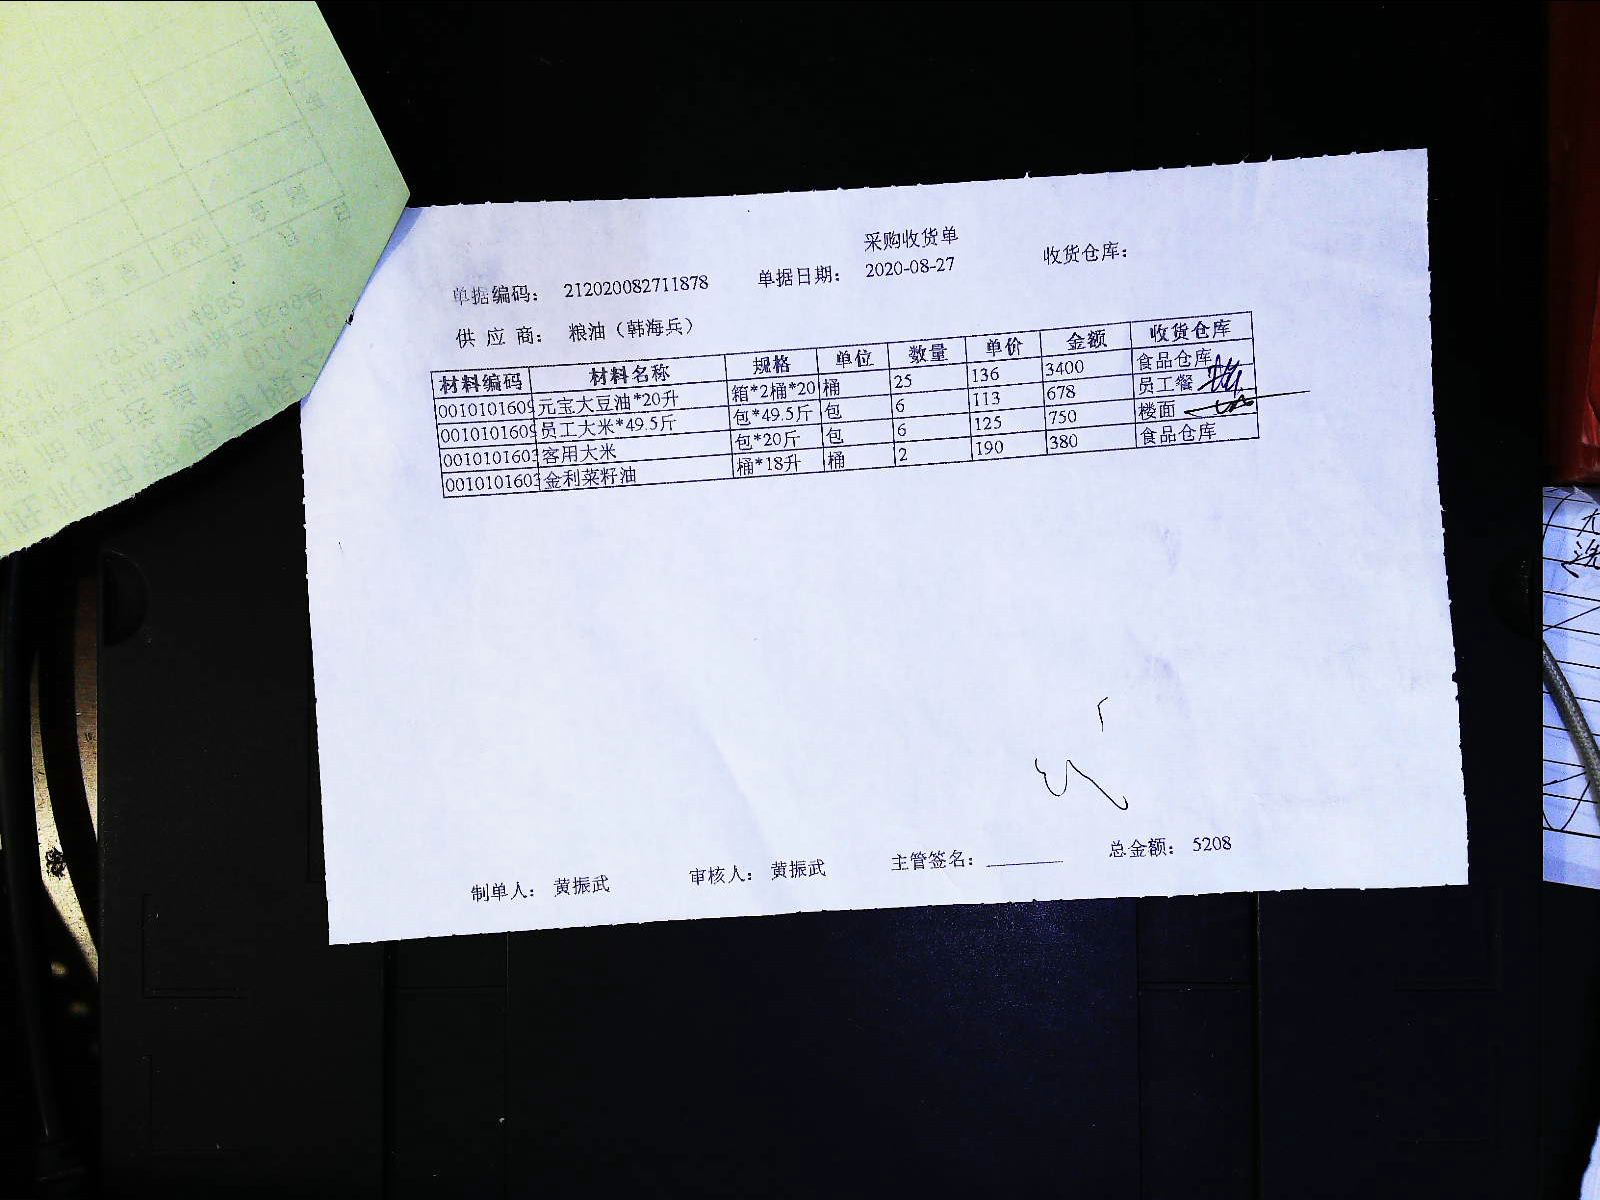 采购收货单
单据编码： 212020082711878 单据日期： 2020-08-27 收货仓库：
供 应 商： 粮油（韩海兵）
材料编码 材料名称 规格 单位 数量 单价 金额 收货仓库
0010101609 元宝大豆油*20升 箱*2桶*20 桶 25 136 3400 食品仓库
0010101609 员工大米*49.5斤 包*49.5斤 包 6 113 678 员工餐
0010101603 客用大米 包*20斤 包 6 125 750 楼面
0010101603 金利菜籽油 桶*18升 桶 2 190 380 食品仓库
制单人： 黄振武 审核人： 黄振武 主管签名： 总金额： 5208